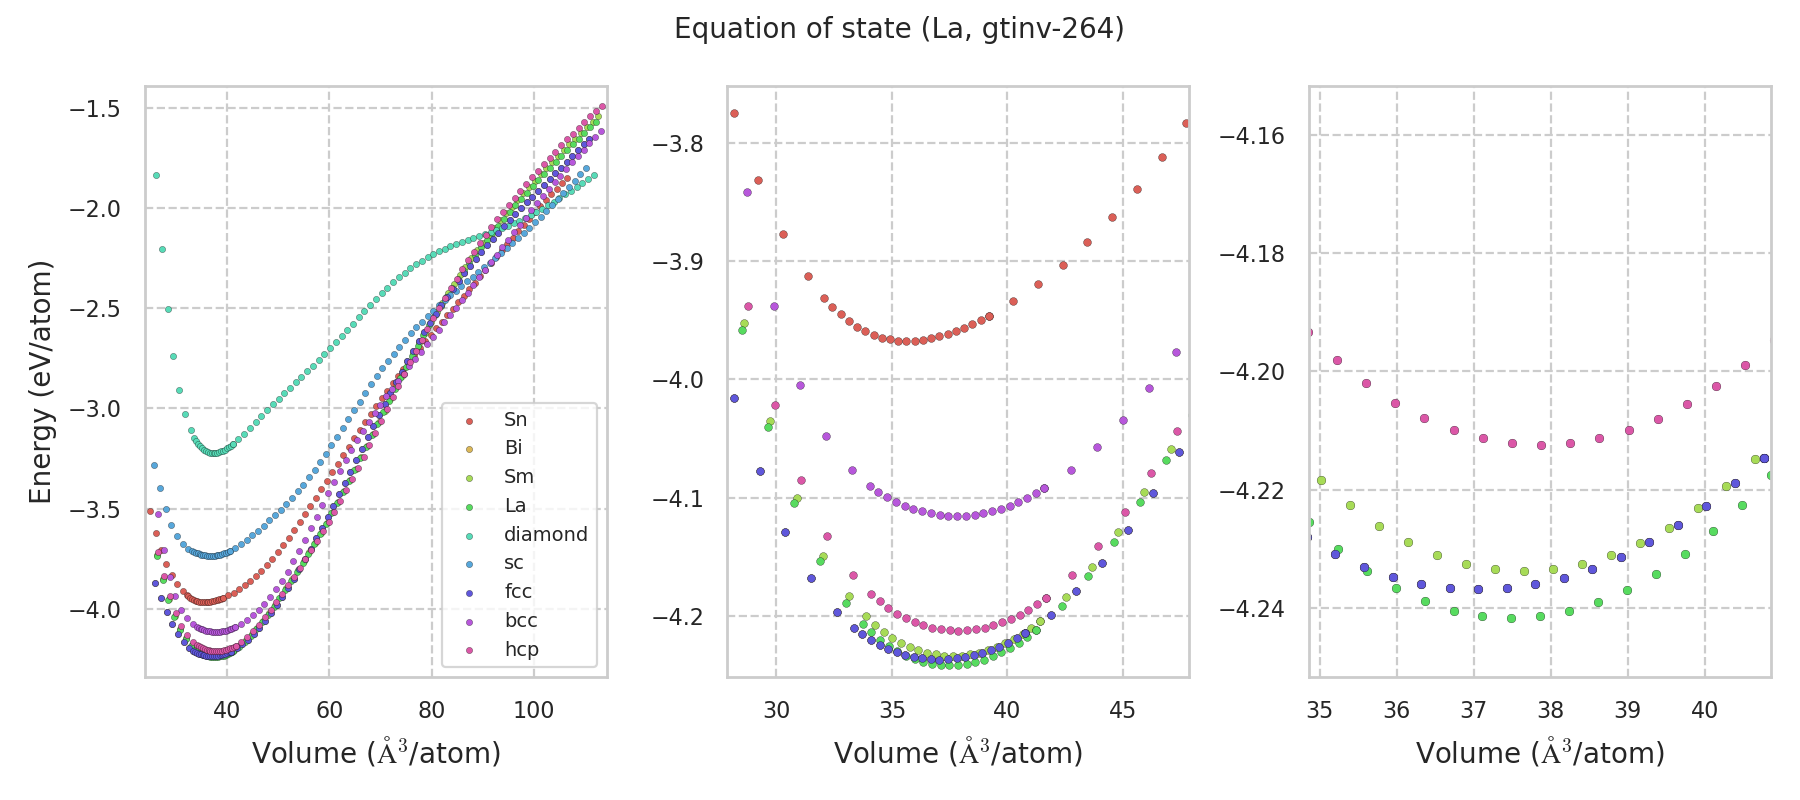 Equation of state (La, gtinv-264)
Energy (eV/atom)
−1.5
−2.0
−2.5
−3.0
−3.5
−4.0
40 60 80 100
Volume (Å³/atom)
Sn
Bi
Sm
La
diamond
sc
fcc
bcc
hcp
−3.8
−3.9
−4.0
−4.1
−4.2
30 35 40 45
Volume (Å³/atom)
−4.16
−4.18
−4.20
−4.22
−4.24
35 36 37 38 39 40
Volume (Å³/atom)